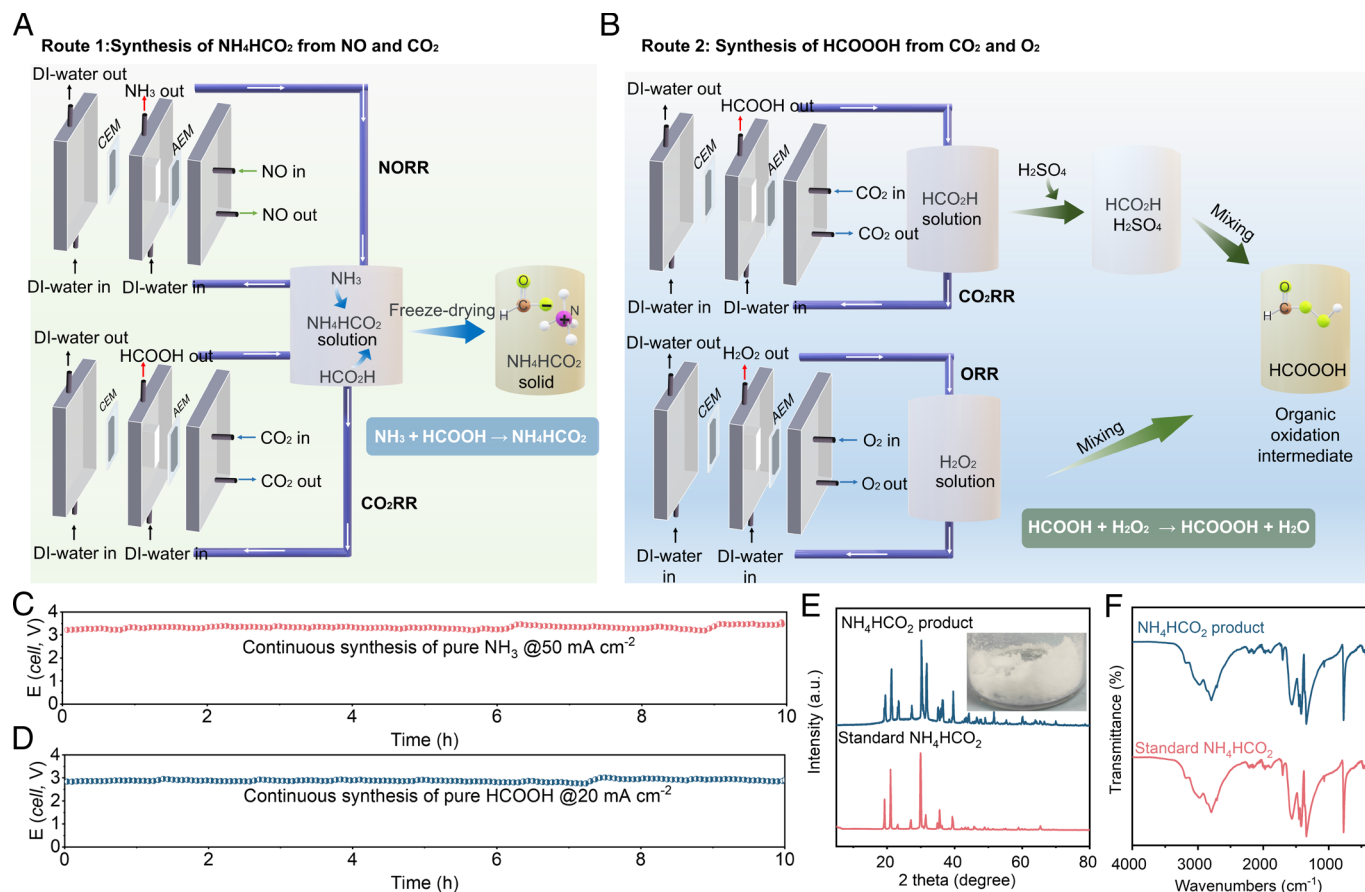 A
Route 1:Synthesis of NH₄HCO₂ from NO and CO₂
DI-water out
NH₃ out
CEM
AEM
NO in
NO out
NORR
DI-water in
DI-water in
NH₃
NH₄HCO₂
solution
HCO₂H
Freeze-drying
O
C
H
N
NH₄HCO₂
solid
DI-water out
HCOOH out
CEM
AEM
CO₂ in
CO₂ out
NH₃ + HCOOH → NH₄HCO₂
CO₂RR
DI-water in
DI-water in
B
Route 2: Synthesis of HCOOOH from CO₂ and O₂
DI-water out
HCOOH out
CEM
AEM
CO₂ in
CO₂ out
HCO₂H
solution
H₂SO₄
HCO₂H
H₂SO₄
Mixing
DI-water in
DI-water in
CO₂RR
O
C
H
HCOOOH
Organic
oxidation
intermediate
DI-water out
H₂O₂ out
ORR
CEM
AEM
O₂ in
O₂ out
H₂O₂
solution
Mixing
HCOOH + H₂O₂ → HCOOOH + H₂O
DI-water
in
DI-water
in
C
E (cell, V)
4
3
2
1
0
Continuous synthesis of pure NH₃ @50 mA cm⁻²
0
2
4
6
8
10
Time (h)
D
E (cell, V)
4
3
2
1
0
Continuous synthesis of pure HCOOH @20 mA cm⁻²
0
2
4
6
8
10
Time (h)
E
NH₄HCO₂ product
Standard NH₄HCO₂
Intensity (a.u.)
20
40
60
80
2 theta (degree)
F
NH₄HCO₂ product
Standard NH₄HCO₂
Transmittance (%)
4000
3000
2000
1000
Wavenumbers (cm⁻¹)